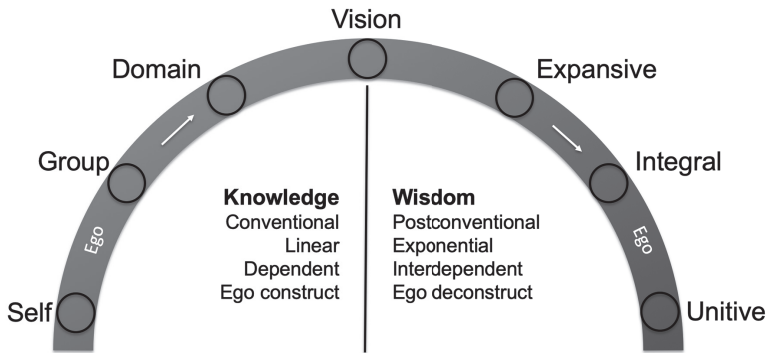 Vision
Domain
Expansive
Group
Integral
Ego
Ego
Self
Unitive
Knowledge
Conventional
Linear
Dependent
Ego construct
Wisdom
Postconventional
Exponential
Interdependent
Ego deconstruct